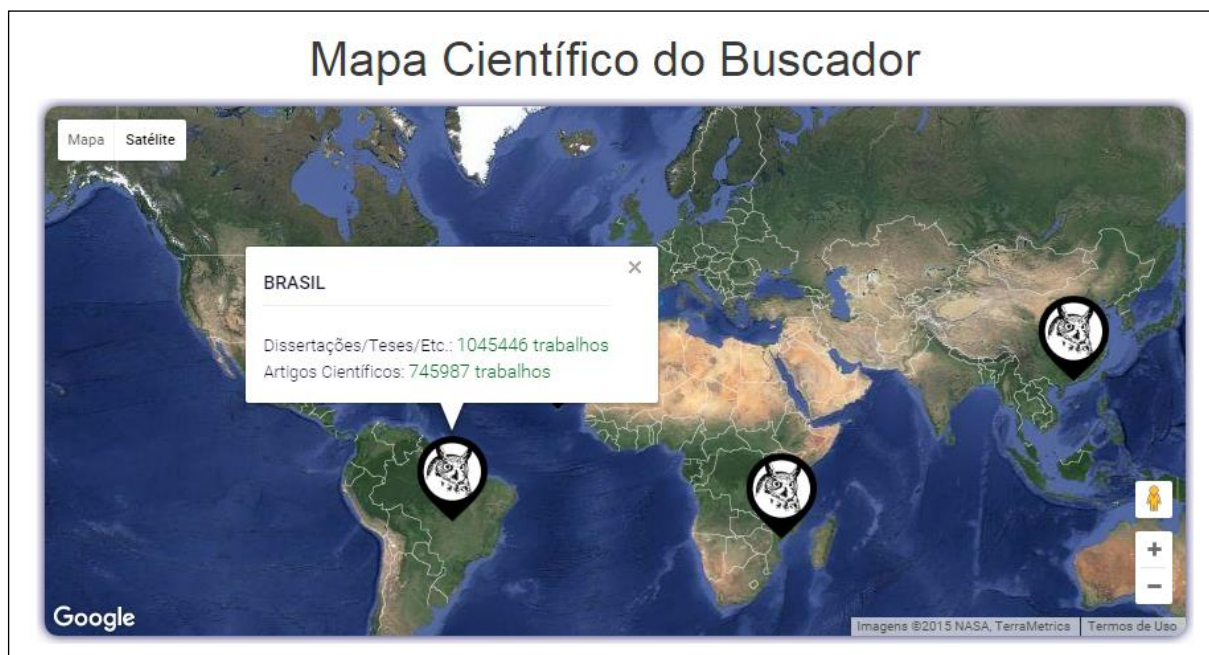 Mapa Científico do Buscador
Mapa Satélite
BRASIL
×
Dissertações/Teses/Etc.: 1045446 trabalhos
Artigos Científicos: 745987 trabalhos
+
−
Google
Imagens ©2015 NASA, TerraMetrics Termos de Uso